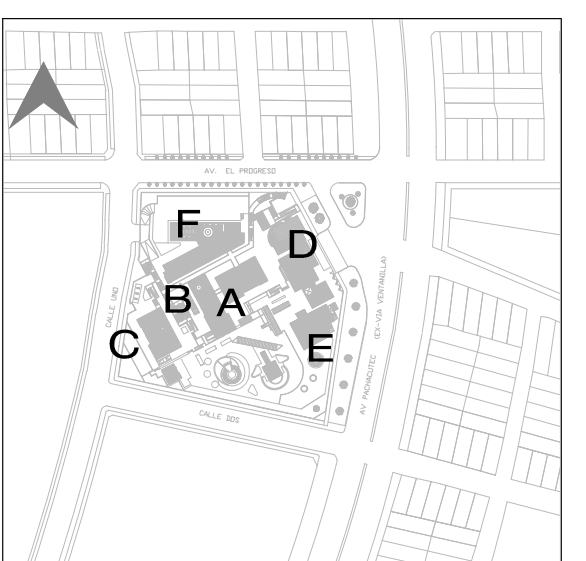 AV. EL PROGRESO
F
D
B
A
C
E
CALLE UNO
(EX-VIA VENTANILLA)
AV PACHACUTEC
CALLE DOS